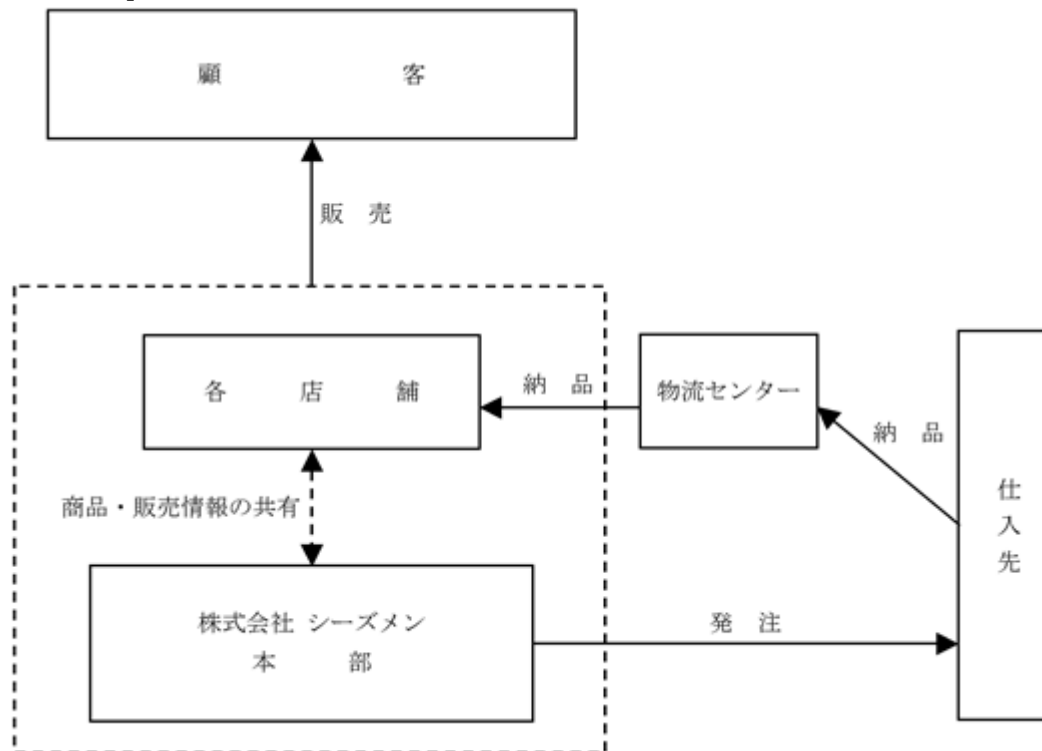 顧客
販売
各店舗
納品
物流センター
納品
商品・販売情報の共有
仕入先
株式会社 シーズメン
本部
発注